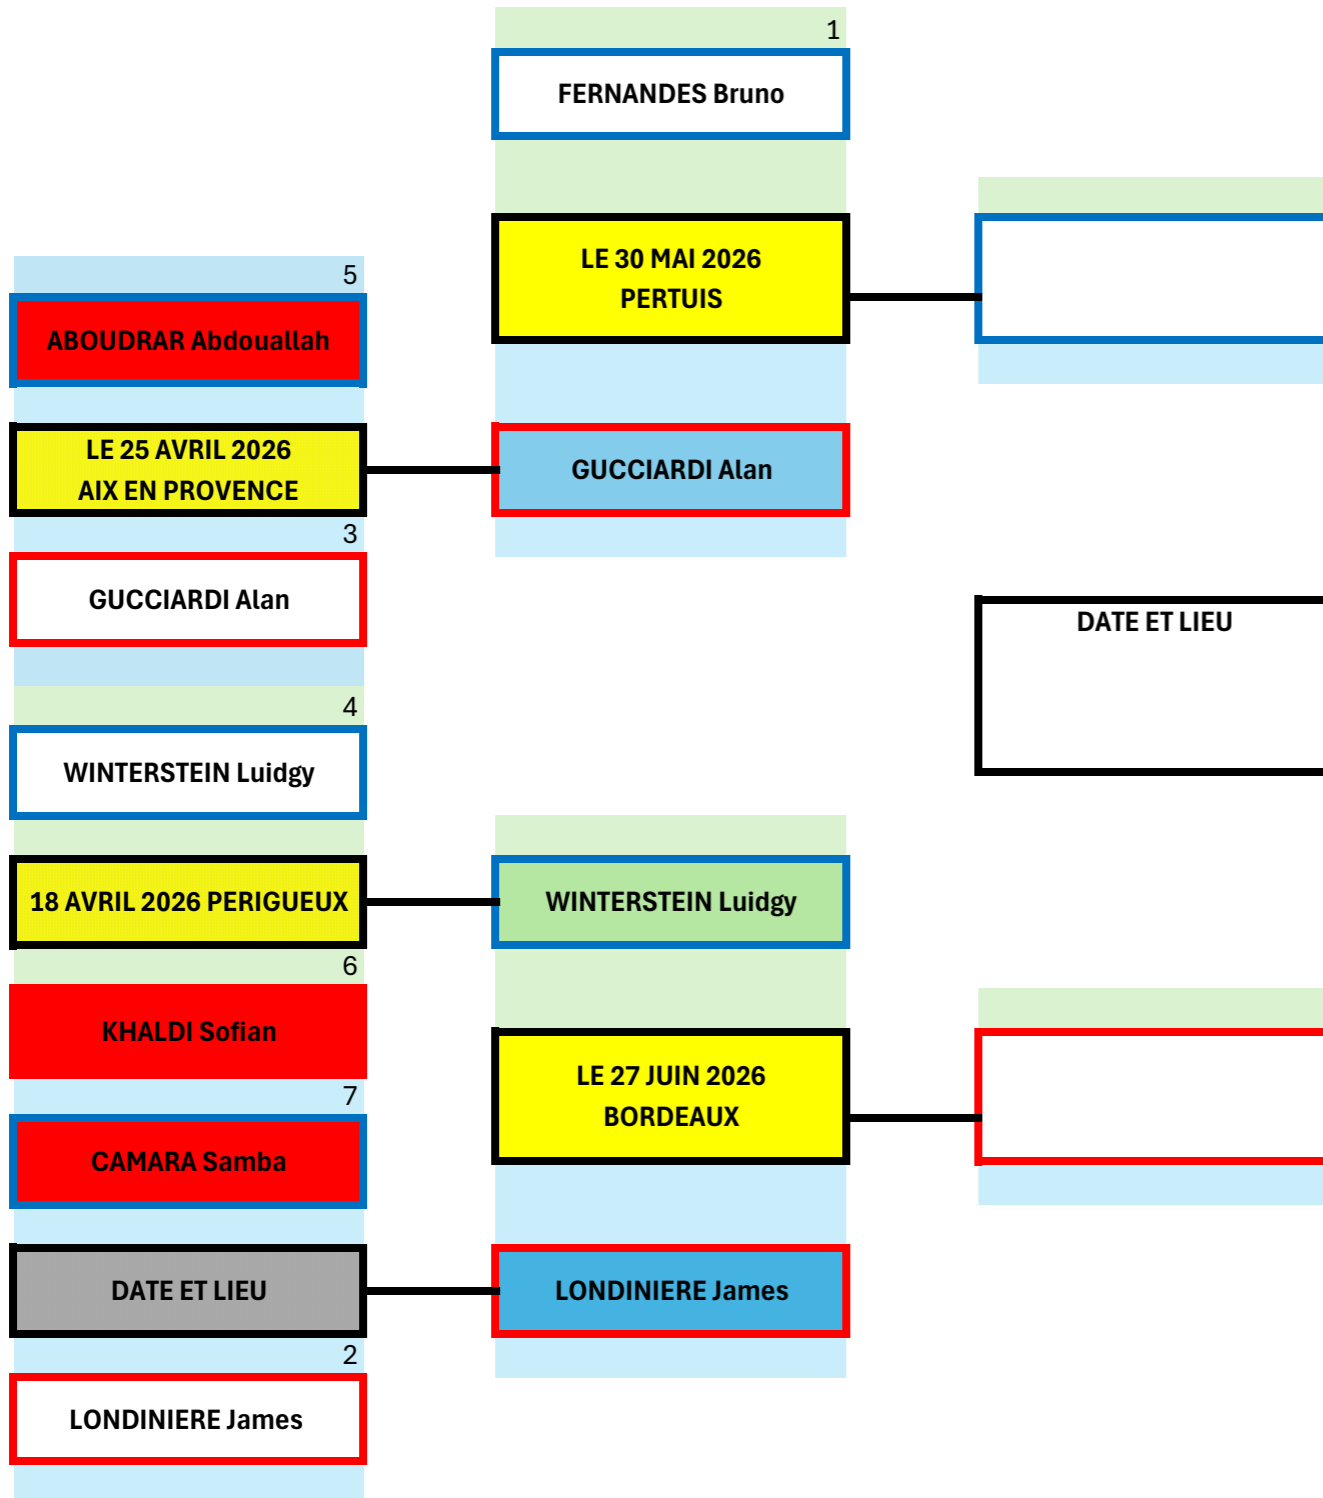 1
FERNANDES Bruno
LE 30 MAI 2026
PERTUIS
5
ABOUDRAR Abdouallah
LE 25 AVRIL 2026
AIX EN PROVENCE
GUCCIARDI Alan
3
GUCCIARDI Alan
DATE ET LIEU
4
WINTERSTEIN Luidgy
18 AVRIL 2026 PERIGUEUX
WINTERSTEIN Luidgy
6
KHALDI Sofian
LE 27 JUIN 2026
BORDEAUX
7
CAMARA Samba
DATE ET LIEU
LONDINIERE James
2
LONDINIERE James